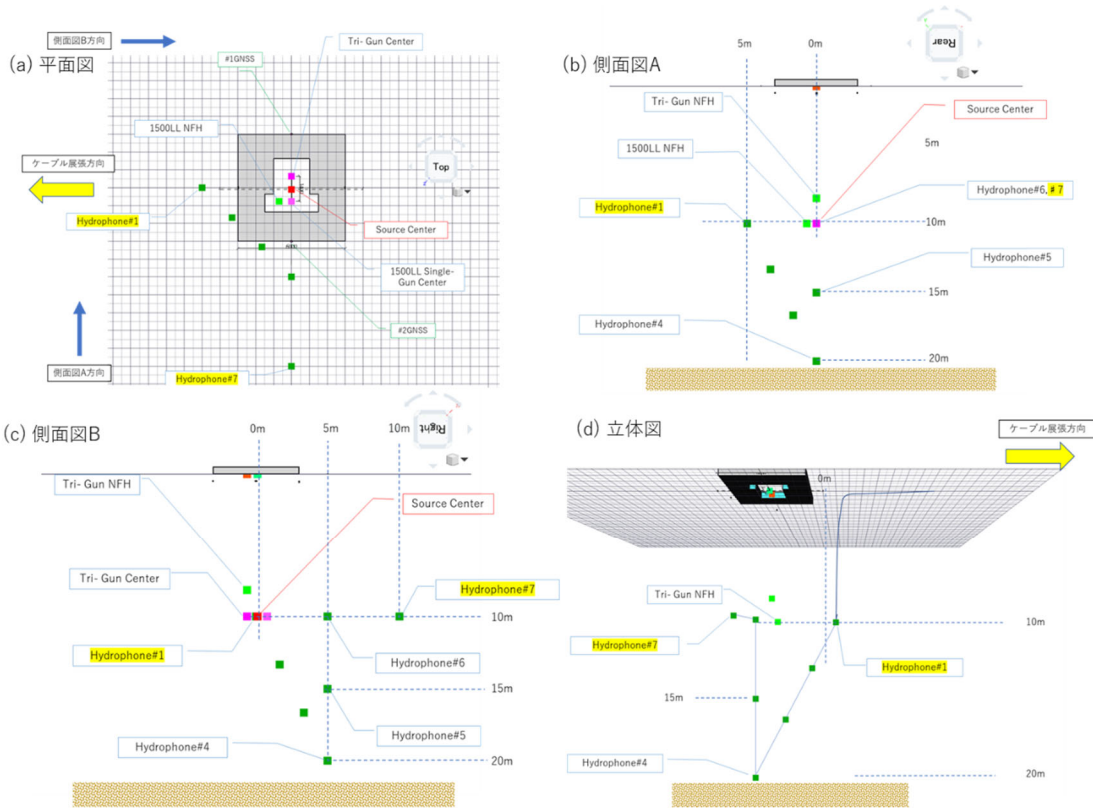 側面図B方向
(a) 平面図
Tri- Gun Center
#1GNSS
1500LL NFH
ケーブル展張方向
Top
Hydrophone#1
Source Center
6000
1500LL Single-
Gun Center
#2GNSS
側面図A方向
Hydrophone#7
(b) 側面図A
5m
0m
Rear
Tri- Gun NFH
Source Center
1500LL NFH
5m
Hydrophone#6,#7
Hydrophone#1
10m
Hydrophone#5
15m
Hydrophone#4
20m
(c) 側面図B
0m
5m
10m
Right
Tri- Gun NFH
Source Center
Tri- Gun Center
Hydrophone#7
10m
Hydrophone#1
Hydrophone#6
15m
Hydrophone#5
Hydrophone#4
20m
(d) 立体図
ケーブル展張方向
0m
Tri- Gun NFH
10m
Hydrophone#7
Hydrophone#1
15m
Hydrophone#4
20m